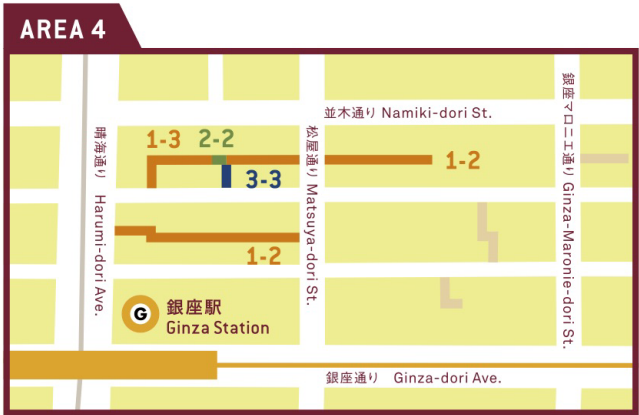 AREA 4
並木通り Namiki-dori St.
晴海通り Harumi-dori Ave.
松屋通り Matsuya-dori St.
銀座マロニエ通り Ginza-Maronie-dori St.
1-3
2-2
1-2
3-3
1-2
G
銀座駅
Ginza Station
銀座通り Ginza-dori Ave.